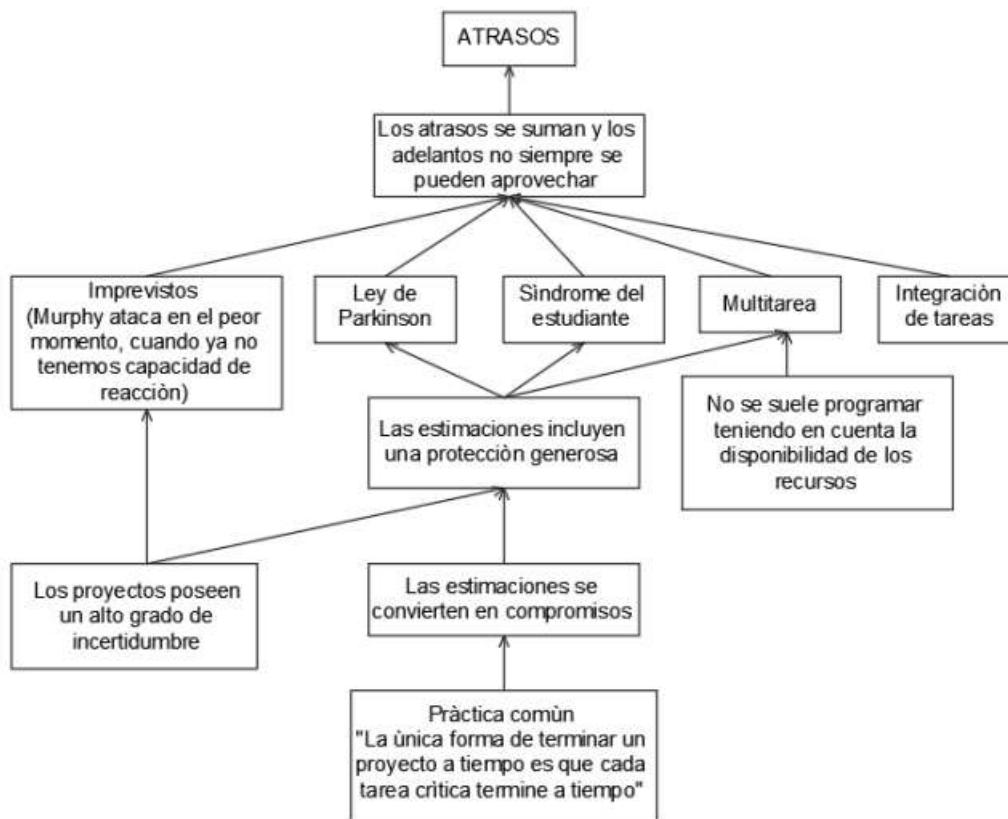 ATRASOS
Los atrasos se suman y los
adelantos no siempre se
pueden aprovechar
Imprevistos
(Murphy ataca en el peor
momento, cuando ya no
tenemos capacidad de
reacciòn)
Ley de
Parkinson
Sìndrome del
estudiante
Multitarea
Integraciòn
de tareas
Las estimaciones incluyen
una protecciòn generosa
No se suele programar
teniendo en cuenta la
disponibilidad de los
recursos
Los proyectos poseen
un alto grado de
incertidumbre
Las estimaciones se
convierten en compromisos
Pràctica comùn
"La ùnica forma de terminar un
proyecto a tiempo es que cada
tarea crìtica termine a tiempo"